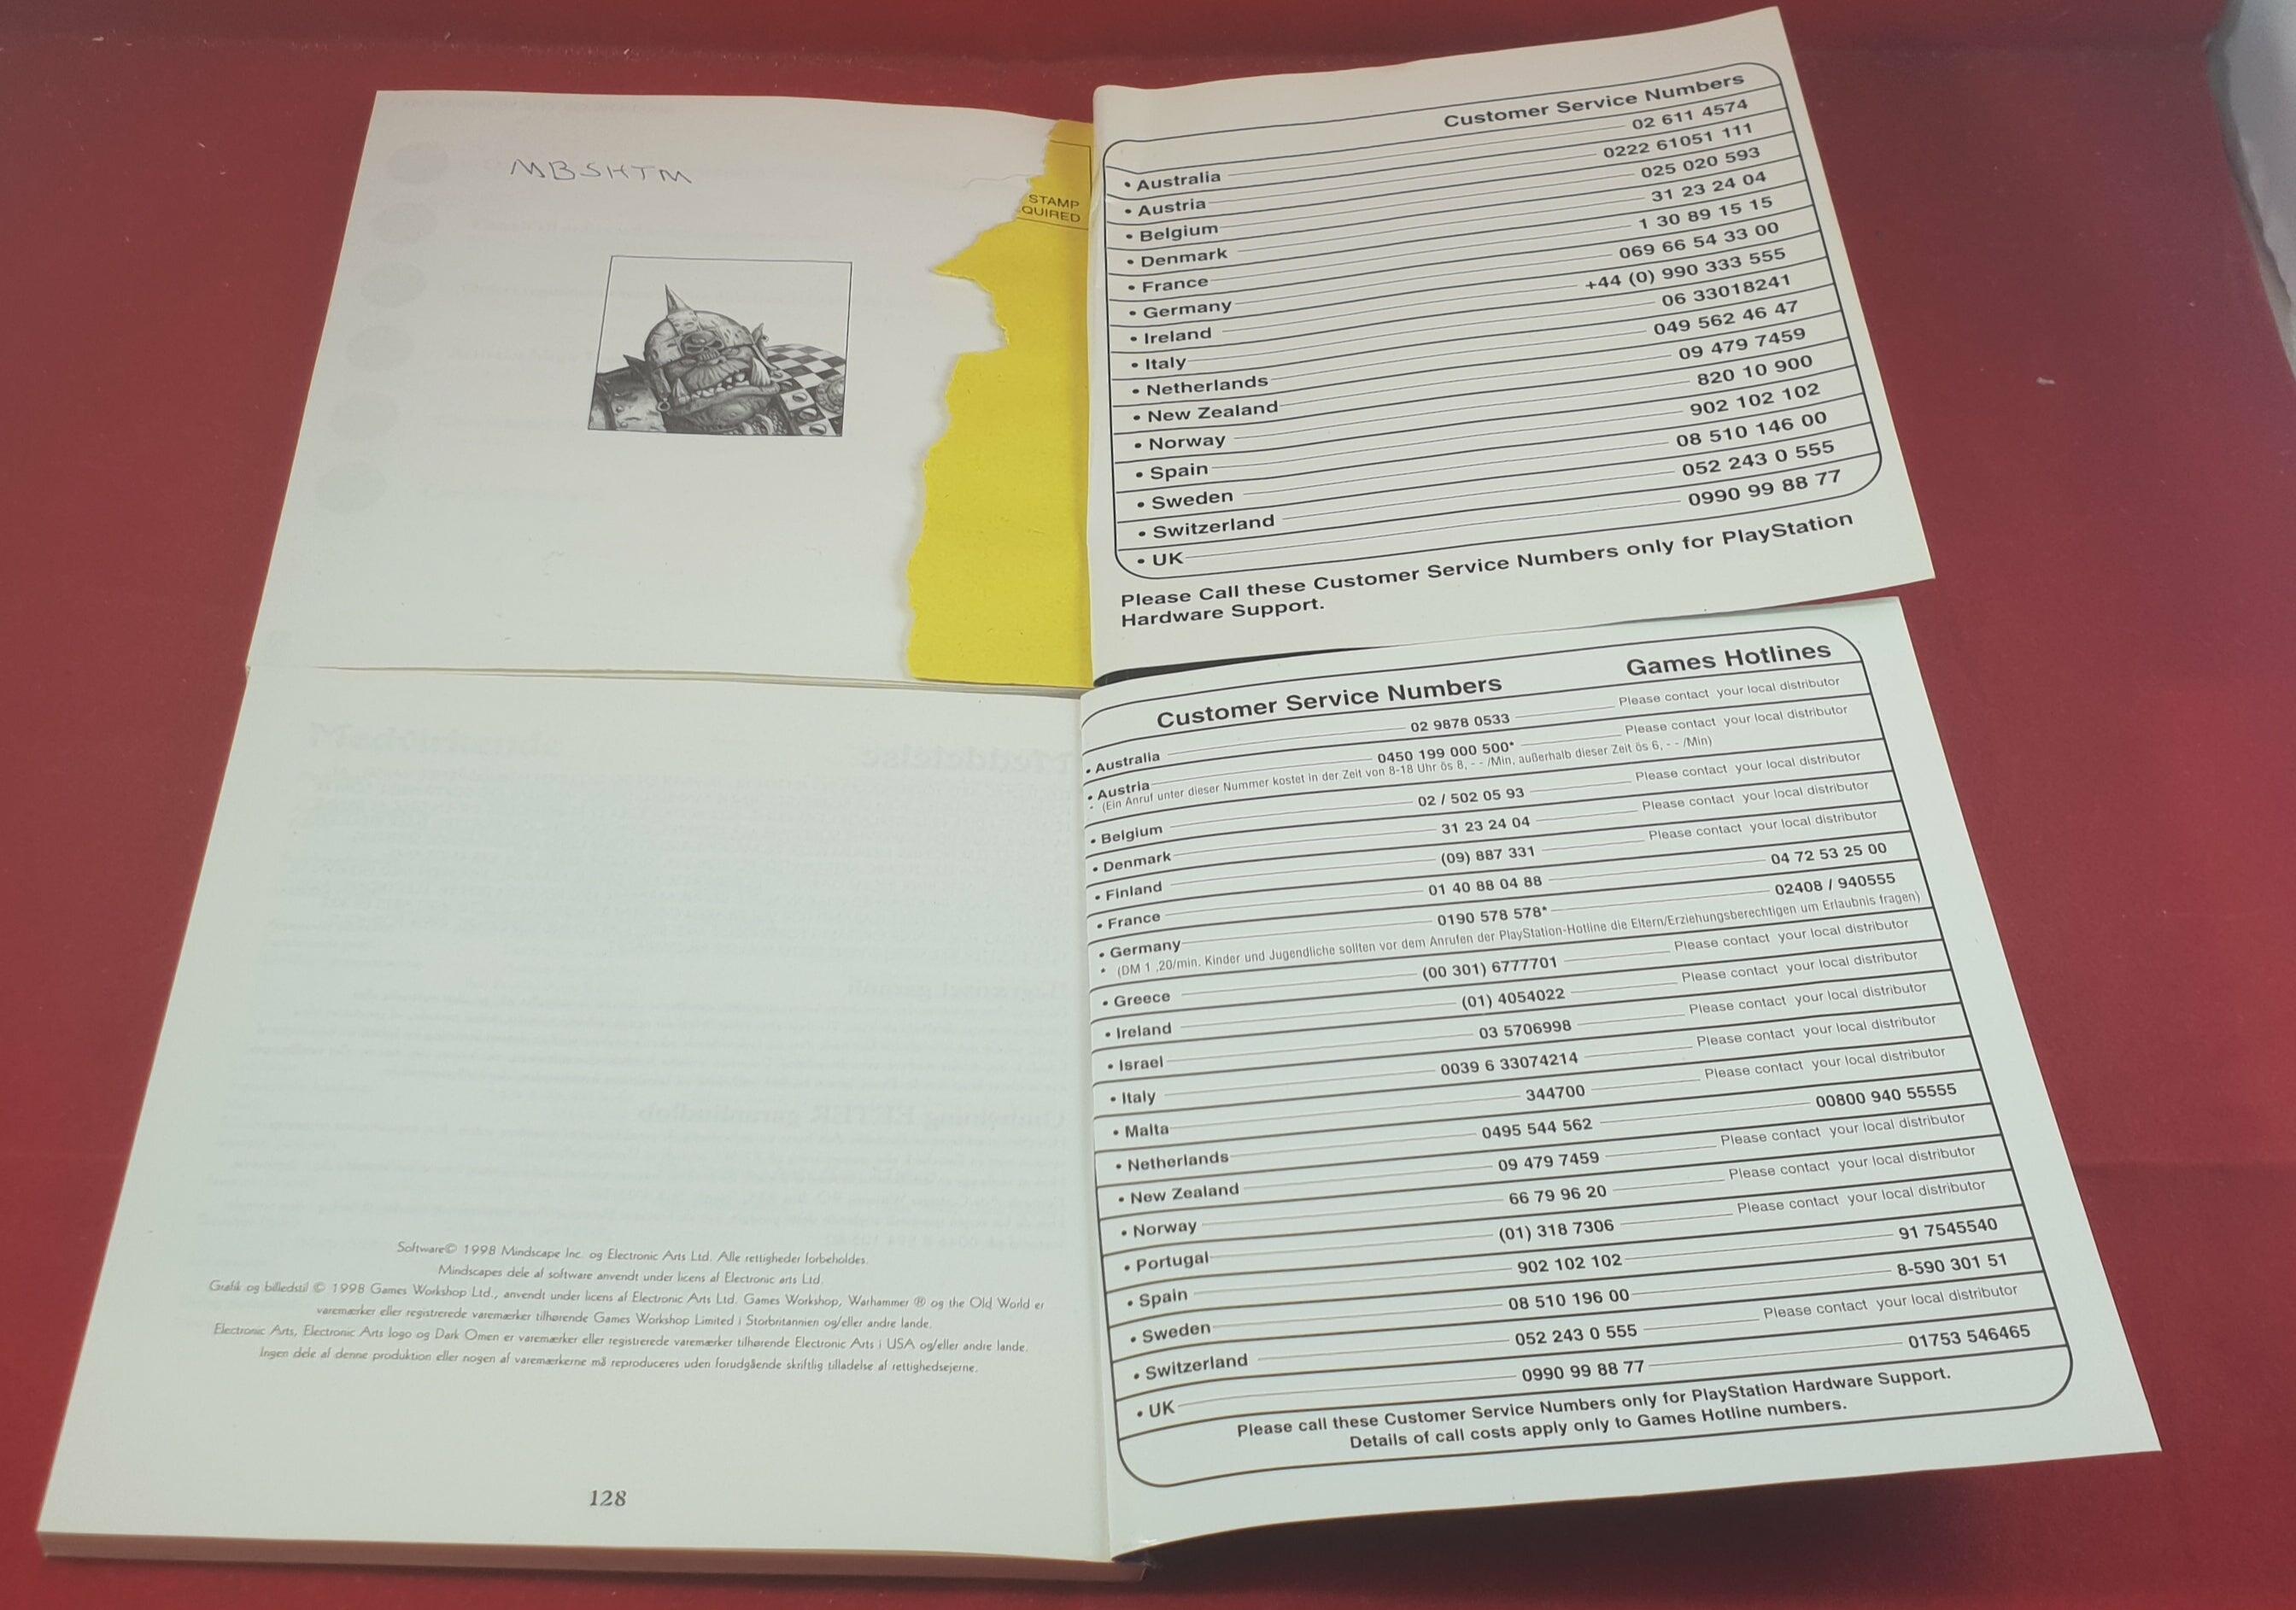 MBSHTM
STAMP
QUIRED
Customer Service Numbers
• Australia 02 611 4574
• Austria 0222 61051 111
• Belgium 025 020 593
• Denmark 31 23 24 04
• France 1 30 89 15 15
• Germany 069 66 54 33 00
• Ireland +44 (0) 990 333 555
• Italy 06 33018241
• Netherlands 049 562 46 47
• New Zealand 09 479 7459
• Norway 820 10 900
• Spain 902 102 102
• Sweden 08 510 146 00
• Switzerland 052 243 0 555
• UK 0990 99 88 77
Please Call these Customer Service Numbers only for PlayStation
Hardware Support.
Software© 1998 Mindscape Inc. og Electronic Arts Ltd. Alle rettigheder forbeholdes.
Mindscapes dele af software anvendt under licens af Electronic arts Ltd.
Grafik og billedstil © 1998 Games Workshop Ltd., anvendt under licens af Electronic Arts Ltd. Games Workshop, Warhammer ® og the Old World er
varemærker eller registrerede varemærker tilhørende Games Workshop Limited i Storbritannien og/eller andre lande.
Electronic Arts, Electronic Arts logo og Dark Omen er varemærker eller registrerede varemærker tilhørende Electronic Arts i USA og/eller andre lande.
Ingen dele af denne produktion eller nogen af varemærkerne må reproduceres uden forudgående skriftlig tilladelse af rettighedsejerne.
128
Customer Service Numbers Games Hotlines
• Australia 02 9878 0533 Please contact your local distributor
• Austria 0450 199 000 500* Please contact your local distributor
• (Ein Anruf unter dieser Nummer kostet in der Zeit von 8-18 Uhr ös 8, - - /Min, außerhalb dieser Zeit ös 6, - - /Min)
• Belgium 02 / 502 05 93 Please contact your local distributor
• Denmark 31 23 24 04 Please contact your local distributor
• Finland (09) 887 331 Please contact your local distributor
• France 01 40 88 04 88 04 72 53 25 00
• Germany 0190 578 578* 02408 / 940555
• (DM 1 ,20/min. Kinder und Jugendliche sollten vor dem Anrufen der PlayStation-Hotline die Eltern/Erziehungsberechtigen um Erlaubnis fragen)
• Greece (00 301) 6777701 Please contact your local distributor
• Ireland (01) 4054022 Please contact your local distributor
• Israel 03 5706998 Please contact your local distributor
• Italy 0039 6 33074214 Please contact your local distributor
• Malta 344700 Please contact your local distributor
• Netherlands 0495 544 562 00800 940 55555
• New Zealand 09 479 7459 Please contact your local distributor
• Norway 66 79 96 20 Please contact your local distributor
• Portugal (01) 318 7306 Please contact your local distributor
• Spain 902 102 102 91 7545540
• Sweden 08 510 196 00 8-590 301 51
• Switzerland 052 243 0 555 Please contact your local distributor
• UK 0990 99 88 77 01753 546465
Please call these Customer Service Numbers only for PlayStation Hardware Support.
Details of call costs apply only to Games Hotline numbers.